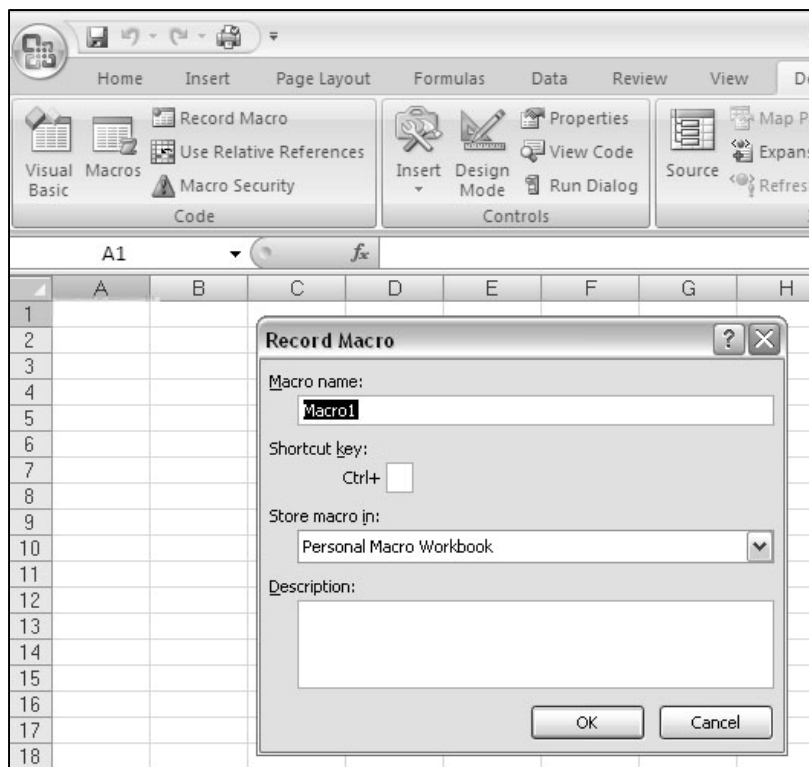 Home Insert Page Layout Formulas Data Review View
Record Macro Properties Map P
Use Relative References View Code Expans
Visual Basic Macros Macro Security Insert Design Mode Run Dialog Source Refres
Code Controls
A1 fx
A B C D E F G H
1
2
Record Macro ?
3
Macro name:
4
Macro1
5
6
Shortcut key:
7
Ctrl+
8
9
Store macro in:
10
Personal Macro Workbook
11
12
Description:
13
14
15
16
17
OK Cancel
18